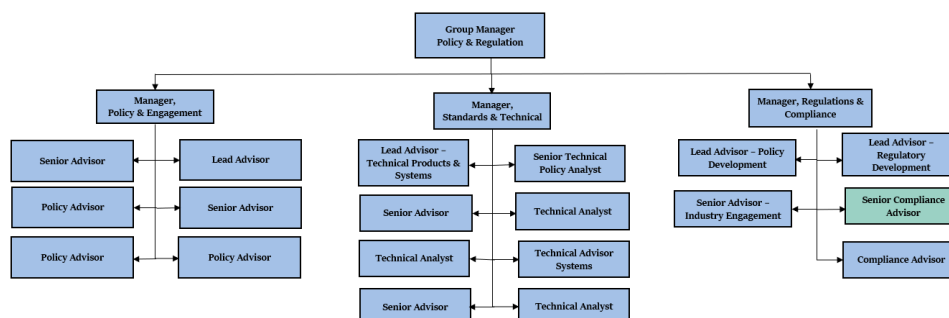 Group Manager
Policy & Regulation
Manager,
Policy & Engagement
Manager,
Standards & Technical
Manager, Regulations &
Compliance
Senior Advisor
Lead Advisor
Policy Advisor
Senior Advisor
Policy Advisor
Policy Advisor
Lead Advisor –
Technical Products &
Systems
Senior Technical
Policy Analyst
Senior Advisor
Technical Analyst
Technical Analyst
Technical Advisor
Systems
Senior Advisor
Technical Analyst
Lead Advisor – Policy
Development
Lead Advisor –
Regulatory
Development
Senior Advisor –
Industry Engagement
Senior Compliance
Advisor
Compliance Advisor